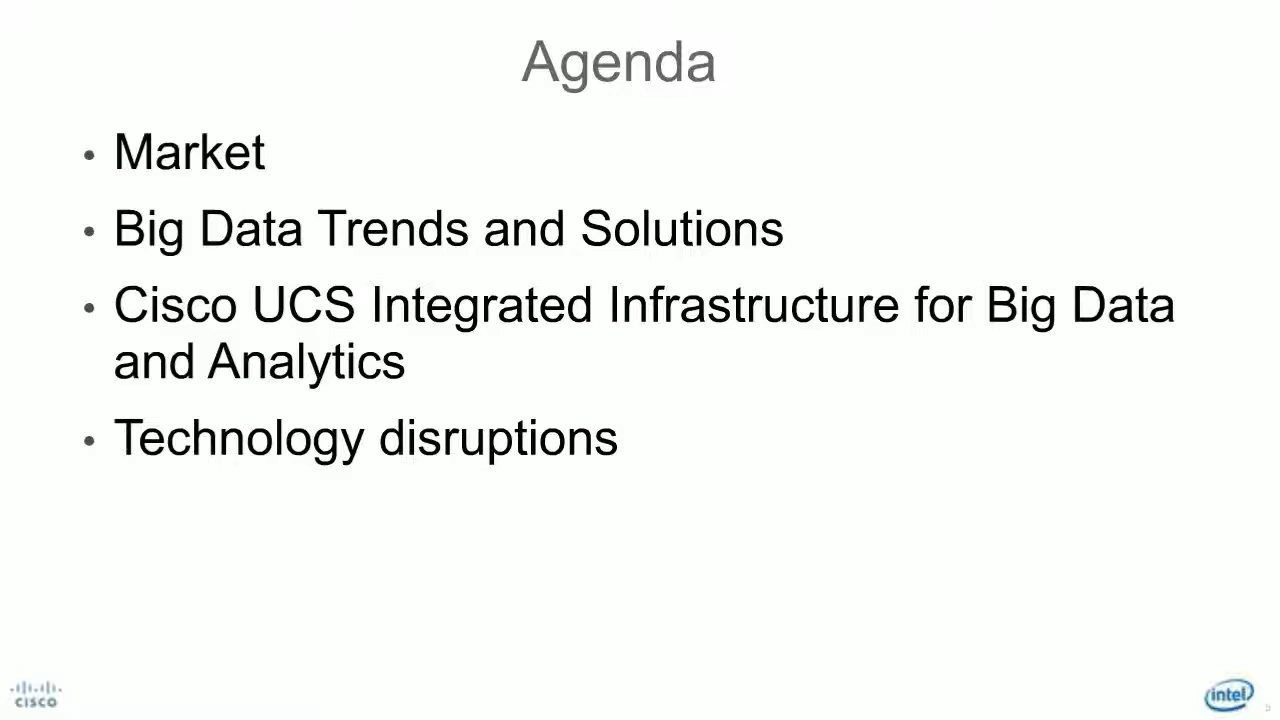 Agenda
• Market
• Big Data Trends and Solutions
• Cisco UCS Integrated Infrastructure for Big Data
and Analytics
• Technology disruptions
CISCO
intel